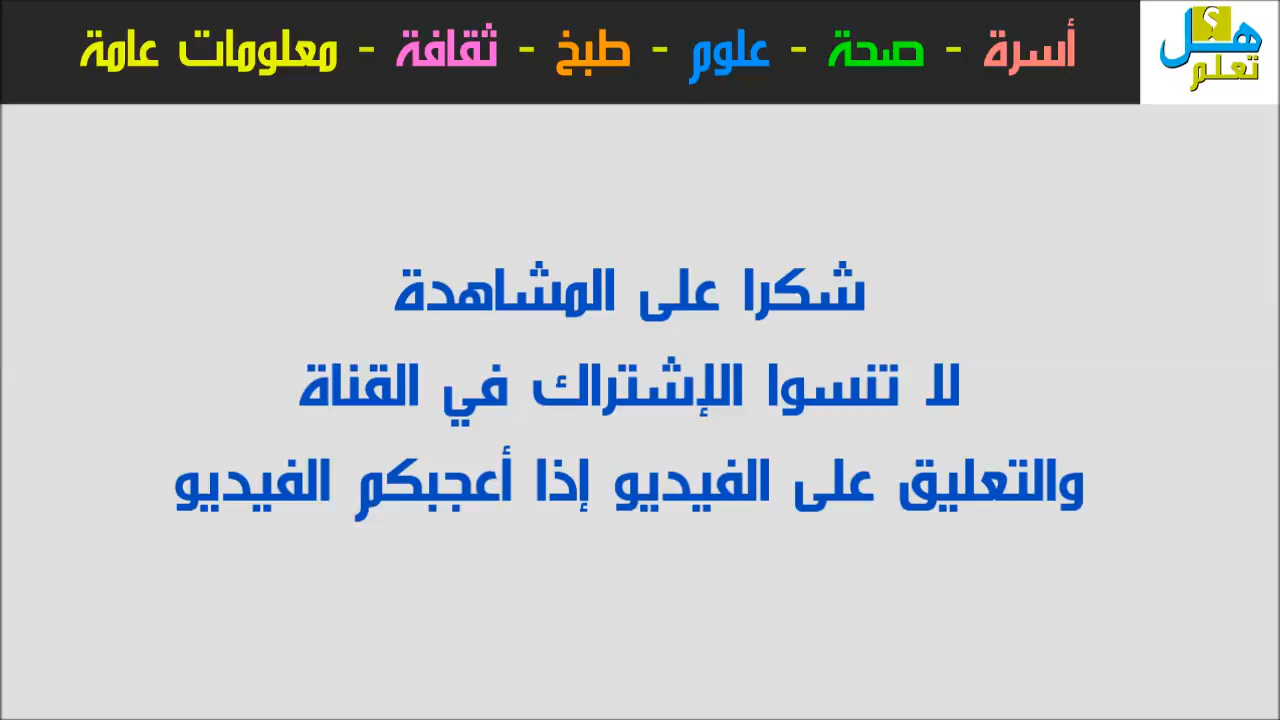 أسرة - صحة - علوم - طبخ - ثقافة - معلومات عامة
هل تعلم ؟
شكرا على المشاهدة
لا تنسوا الإشتراك في القناة
والتعليق على الفيديو إذا أعجبكم الفيديو